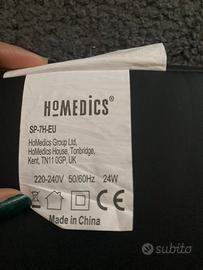 HoMEDICS®
SP-7H-EU
HoMedics Group Ltd,
HoMedics House, Tonbridge,
Kent, TN11 0GP, UK
220-240V 50/60Hz 24W
CE
Made in China
subito